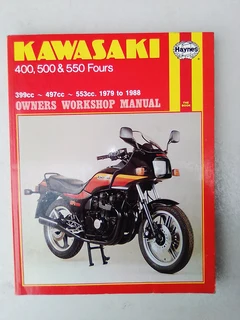 KAWASAKI
Haynes
400, 500 & 550 Fours
399cc ~ 497cc ~ 553cc. 1979 to 1988
OWNERS WORKSHOP MANUAL